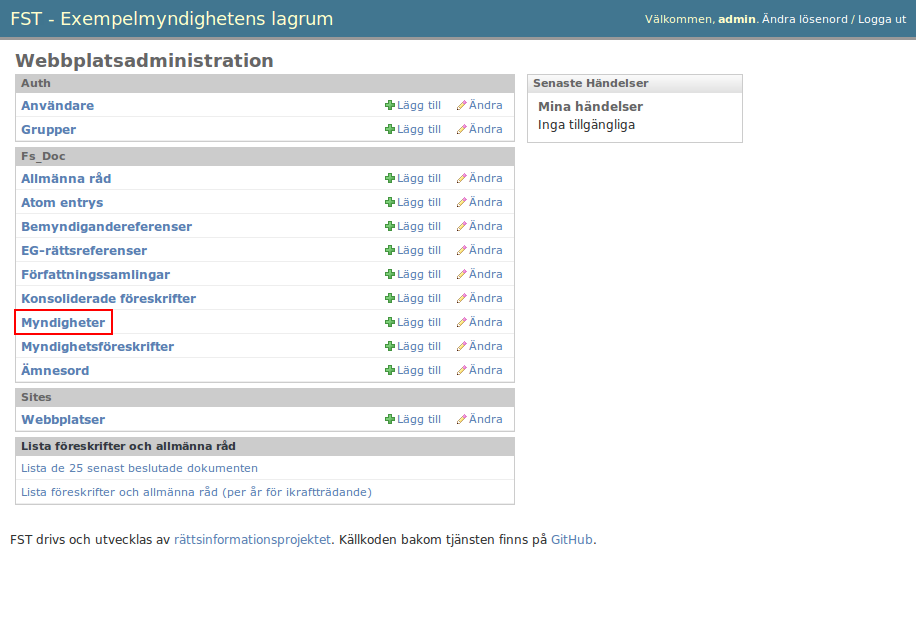 FST - Exempelmyndighetens lagrum
Välkommen, admin. Ändra lösenord / Logga ut
Webbplatsadministration
Auth
Användare Lägg till Ändra
Grupper Lägg till Ändra
Fs_Doc
Allmänna råd Lägg till Ändra
Atom entrys Lägg till Ändra
Bemyndigandereferenser Lägg till Ändra
EG-rättsreferenser Lägg till Ändra
Författningssamlingar Lägg till Ändra
Konsoliderade föreskrifter Lägg till Ändra
Myndigheter Lägg till Ändra
Myndighetsföreskrifter Lägg till Ändra
Ämnesord Lägg till Ändra
Sites
Webbplatser Lägg till Ändra
Lista föreskrifter och allmänna råd
Lista de 25 senast beslutade dokumenten
Lista föreskrifter och allmänna råd (per år för ikraftträdande)
Senaste Händelser
Mina händelser
Inga tillgängliga
FST drivs och utvecklas av rättsinformationsprojektet. Källkoden bakom tjänsten finns på GitHub.